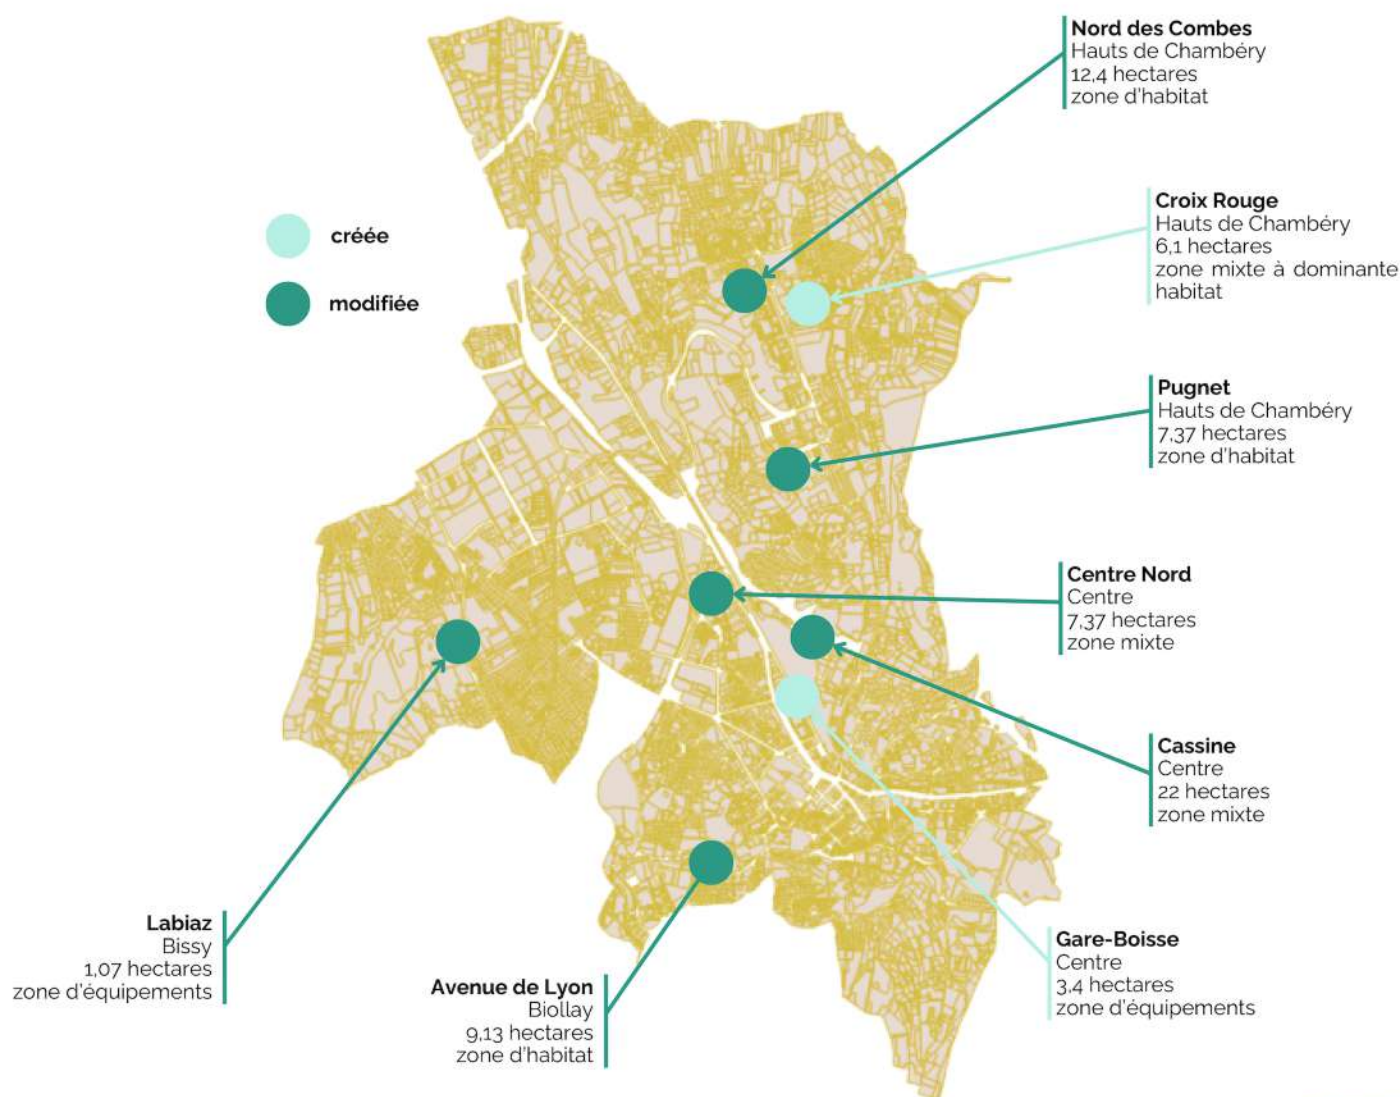 Nord des Combes
Hauts de Chambéry
12,4 hectares
zone d'habitat
créée
modifiée
Croix Rouge
Hauts de Chambéry
6,1 hectares
zone mixte à dominante
habitat
Pugnet
Hauts de Chambéry
7,37 hectares
zone d'habitat
Centre Nord
Centre
7,37 hectares
zone mixte
Cassine
Centre
22 hectares
zone mixte
Labiaz
Bissy
1,07 hectares
zone d'équipements
Avenue de Lyon
Biollay
9,13 hectares
zone d'habitat
Gare-Boisse
Centre
3,4 hectares
zone d'équipements